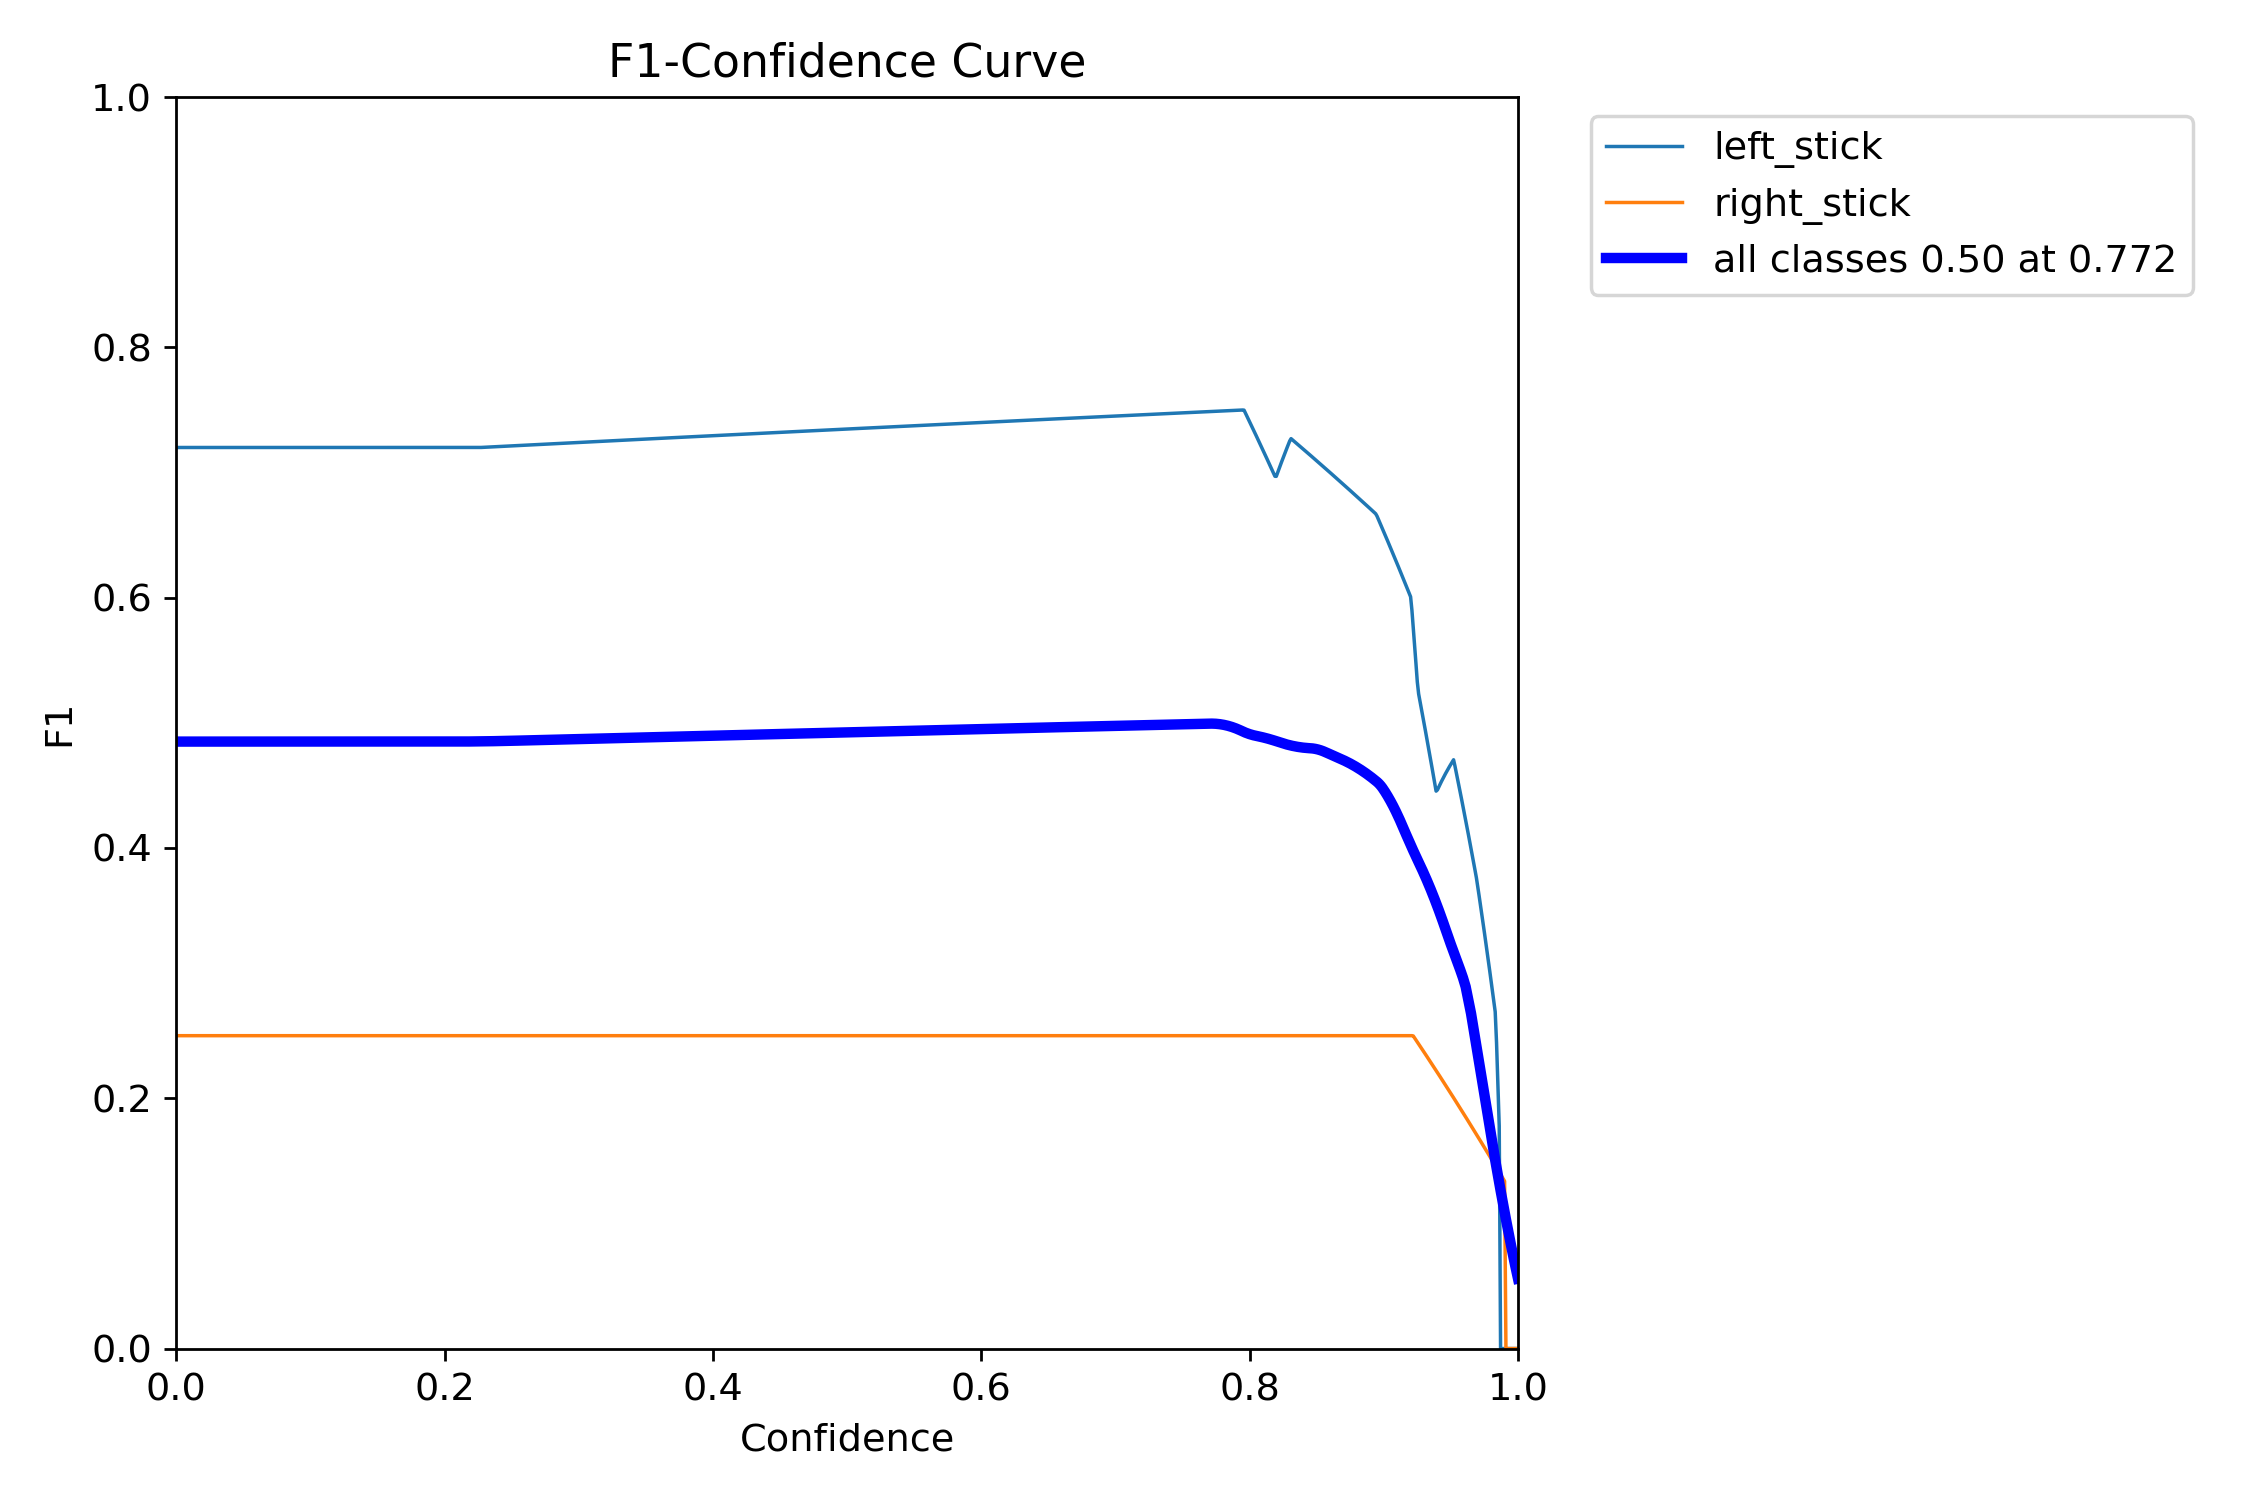 F1-Confidence Curve
1.0
0.8
0.6
0.4
0.2
0.0
F1
0.0 0.2 0.4 0.6 0.8 1.0
Confidence
left_stick
right_stick
all classes 0.50 at 0.772